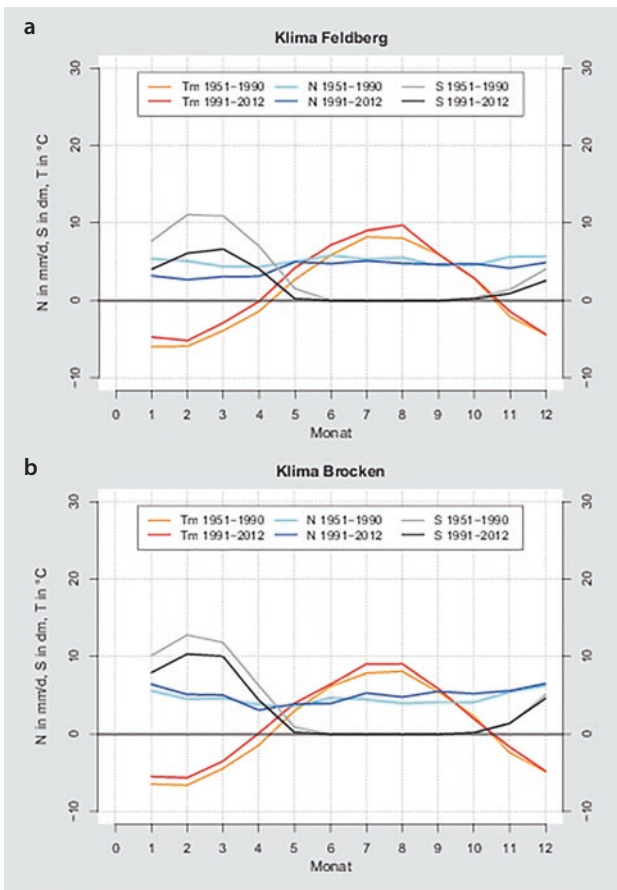 a
Klima Feldberg
Tm 1951–1990 N 1951–1990 S 1951–1990
Tm 1991–2012 N 1991–2012 S 1991–2012
N in mm/d, S in dm, T in °C
30 30
20 20
10 10
0 0
−10 −10
0 1 2 3 4 5 6 7 8 9 10 11 12
Monat
b
Klima Brocken
Tm 1951–1990 N 1951–1990 S 1951–1990
Tm 1991–2012 N 1991–2012 S 1991–2012
N in mm/d, S in dm, T in °C
30 30
20 20
10 10
0 0
−10 −10
0 1 2 3 4 5 6 7 8 9 10 11 12
Monat